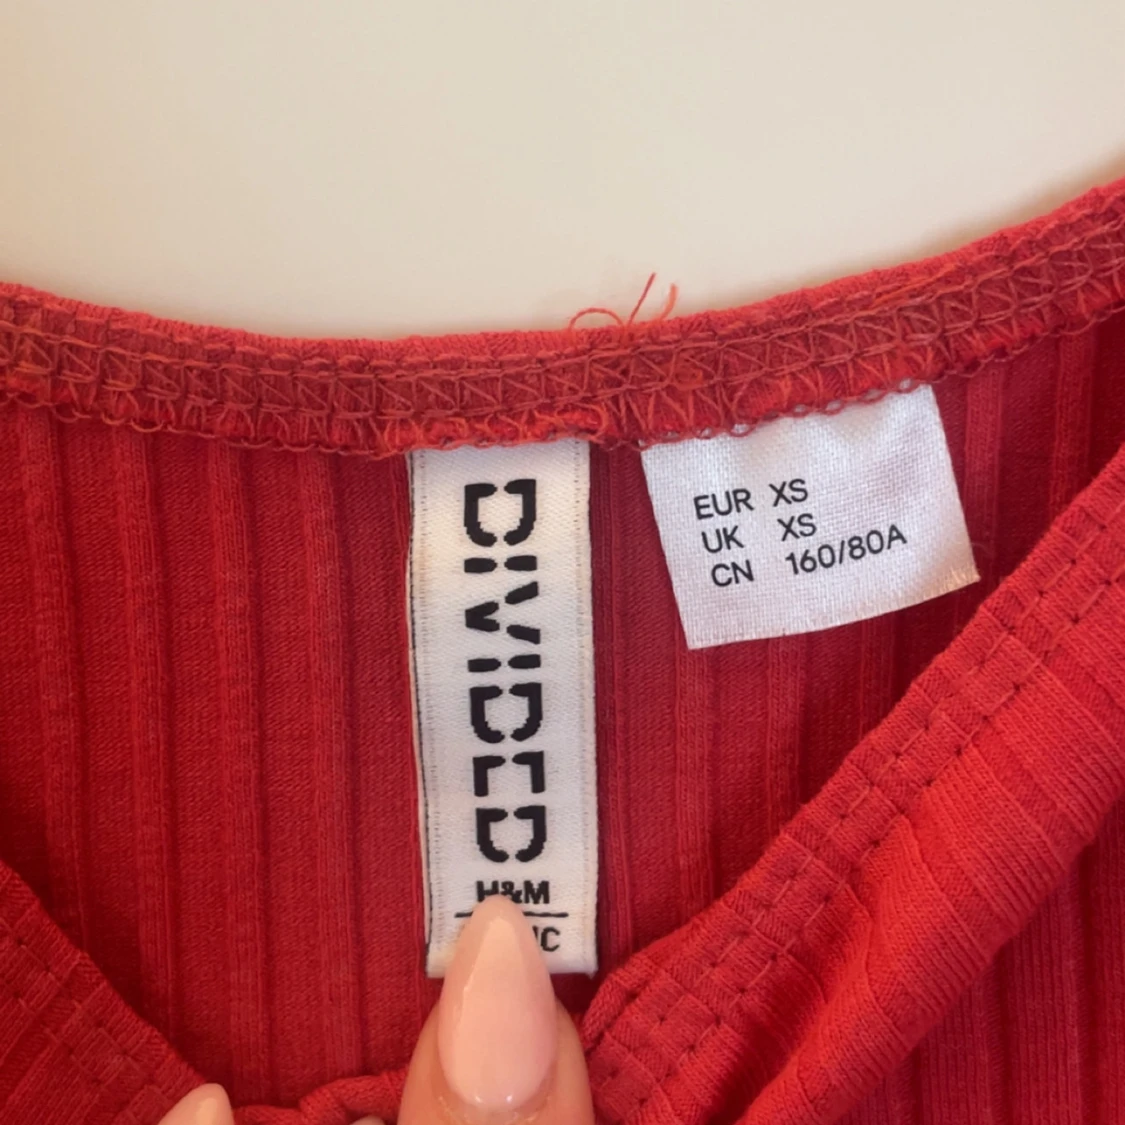 DIVIDED
H&M
EUR XS
UK XS
CN 160/80A